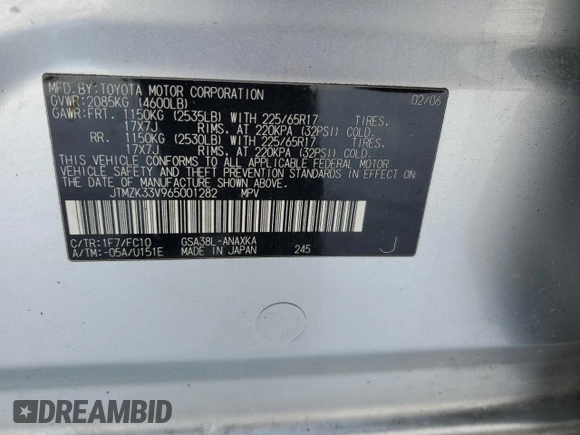 MFD.BY:TOYOTA MOTOR CORPORATION 02/06
GVWR:2085KG (4600LB)
GAWR:FRT. 1150KG (2535LB) WITH 225/65R17 TIRES.
17X7J RIMS. AT 220KPA (32PSI) COLD.
RR. 1150KG (2530LB) WITH 225/65R17 TIRES.
17X7J RIMS. AT 220KPA (32PSI) COLD.
THIS VEHICLE CONFORMS TO ALL APPLICABLE FEDERAL MOTOR
VEHICLE SAFETY AND THEFT PREVENTION STANDARDS IN
EFFECT ON THE DATE OF MANUFACTURE SHOWN ABOVE.
JTMZK33V965001282 MPV
C/TR:1F7/FC10 GSA38L-ANAXKA
A/TM:-05A/U151E MADE IN JAPAN 245 J
DREAMBID